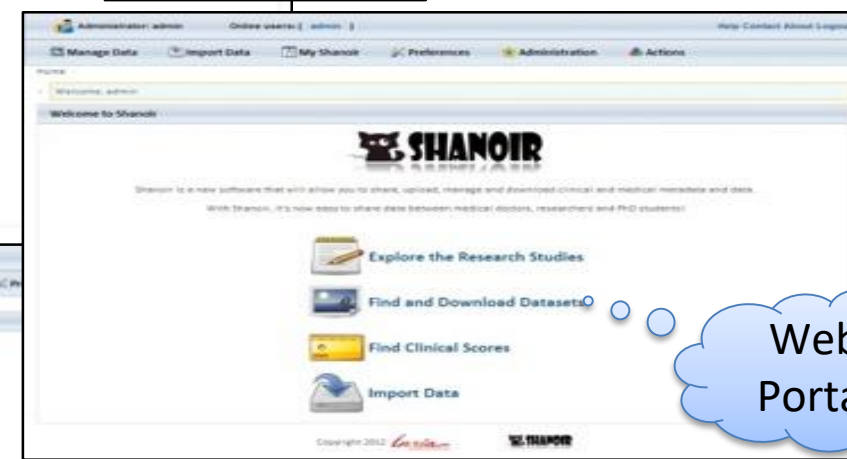 Administrator: admin Online users: [ admin ]
Help Contact About Logou
Manage Data Import Data My Shanoir Preferences Administration Actions
Home
Welcome, admin
Welcome to Shanoir
SHANOIR
Shanoir is a new software that will allow you to share, upload, manage and download clinical and medical metadata and data.
With Shanoir, it's now easy to share data between medical doctors, researchers and PhD students!
Explore the Research Studies
Find and Download Datasets
Find Clinical Scores
Import Data
Web
Porta
Copyright 2012 Inria SHANOIR